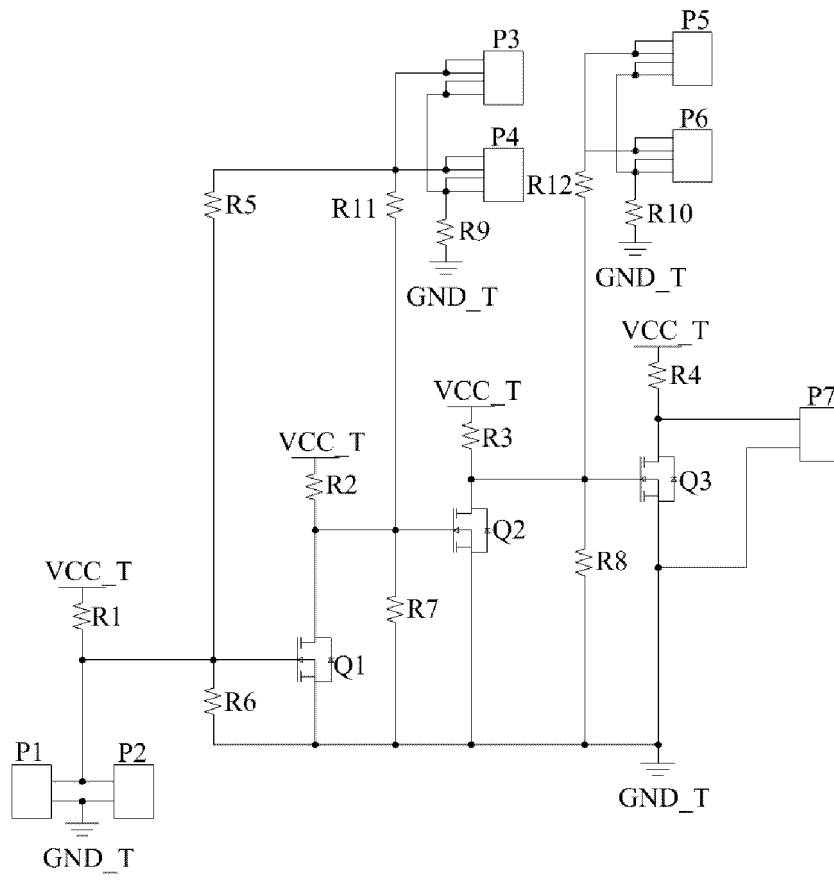 P3
P5
P4
P6
R5
R11
R12
R9
R10
GND_T
GND_T
VCC_T
R4
P7
VCC_T
R3
VCC_T
R2
Q3
Q2
R8
VCC_T
R1
R7
Q1
R6
P1
P2
GND_T
GND_T